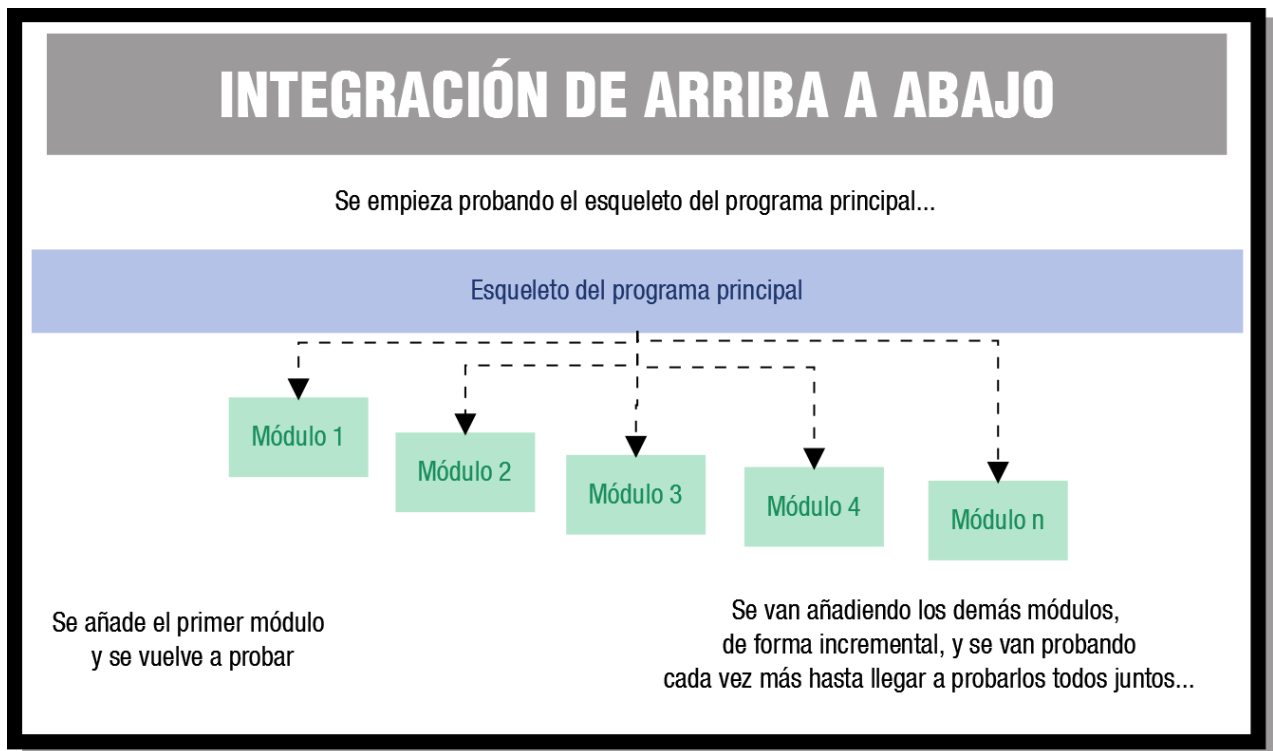 INTEGRACIÓN DE ARRIBA A ABAJO
Se empieza probando el esqueleto del programa principal...
Esqueleto del programa principal
Módulo 1
Módulo 2
Módulo 3
Módulo 4
Módulo n
Se añade el primer módulo
y se vuelve a probar
Se van añadiendo los demás módulos,
de forma incremental, y se van probando
cada vez más hasta llegar a probarlos todos juntos...